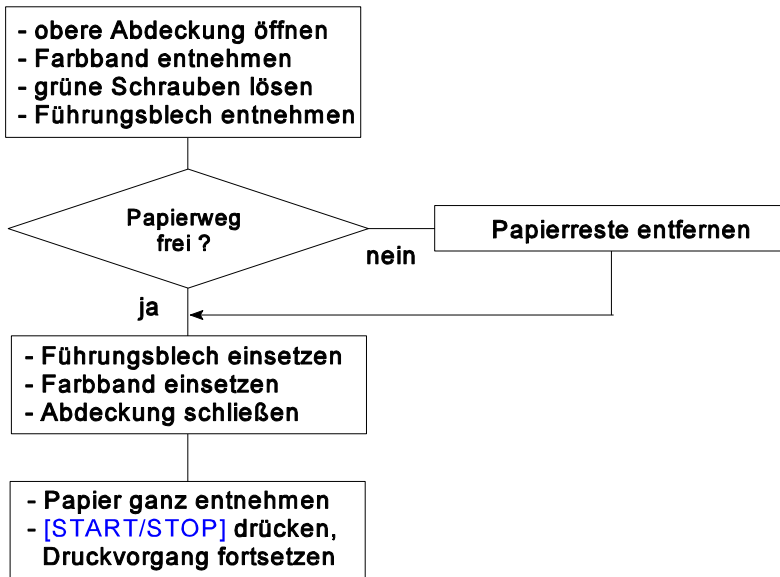 - obere Abdeckung öffnen
- Farbband entnehmen
- grüne Schrauben lösen
- Führungsblech entnehmen
Papierweg
frei ?
nein
Papierreste entfernen
ja
- Führungsblech einsetzen
- Farbband einsetzen
- Abdeckung schließen
- Papier ganz entnehmen
- [START/STOP] drücken,
Druckvorgang fortsetzen